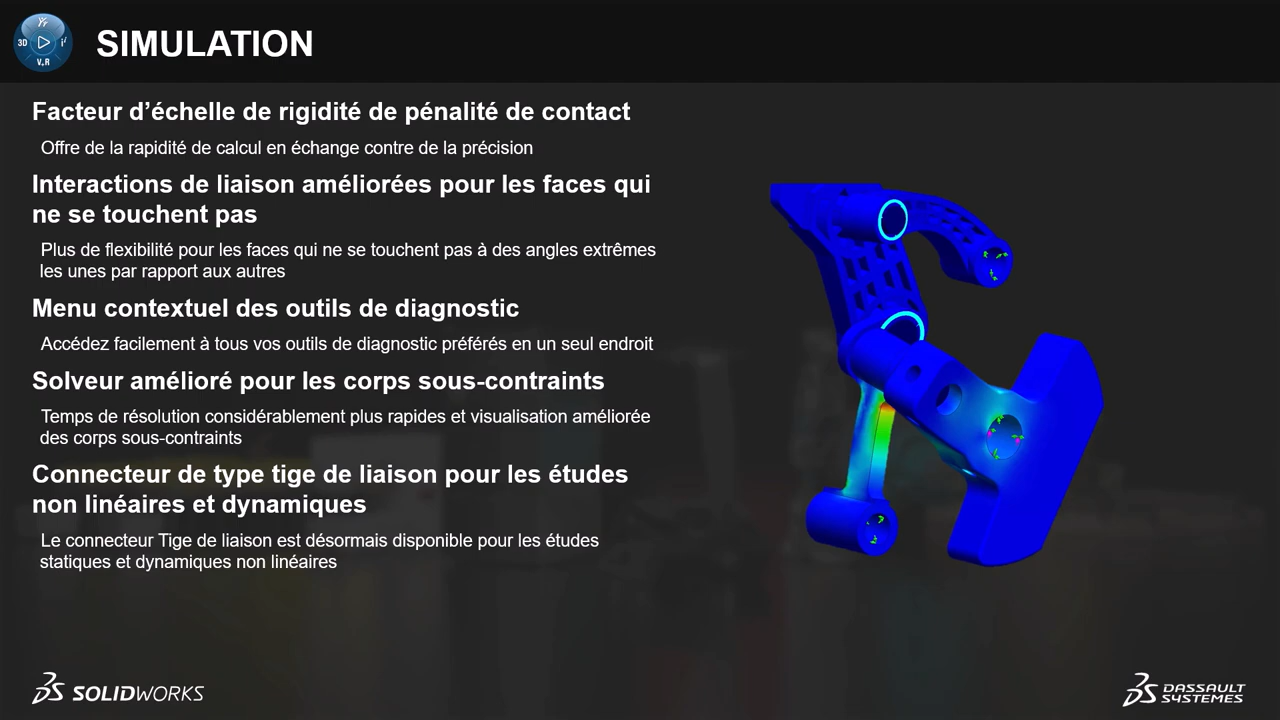 3D
V,R
SIMULATION
Facteur d’échelle de rigidité de pénalité de contact
Offre de la rapidité de calcul en échange contre de la précision
Interactions de liaison améliorées pour les faces qui
ne se touchent pas
Plus de flexibilité pour les faces qui ne se touchent pas à des angles extrêmes
les unes par rapport aux autres
Menu contextuel des outils de diagnostic
Accédez facilement à tous vos outils de diagnostic préférés en un seul endroit
Solveur amélioré pour les corps sous-contraints
Temps de résolution considérablement plus rapides et visualisation améliorée
des corps sous-contraints
Connecteur de type tige de liaison pour les études
non linéaires et dynamiques
Le connecteur Tige de liaison est désormais disponible pour les études
statiques et dynamiques non linéaires
SOLIDWORKS
DASSAULT
SYSTEMES